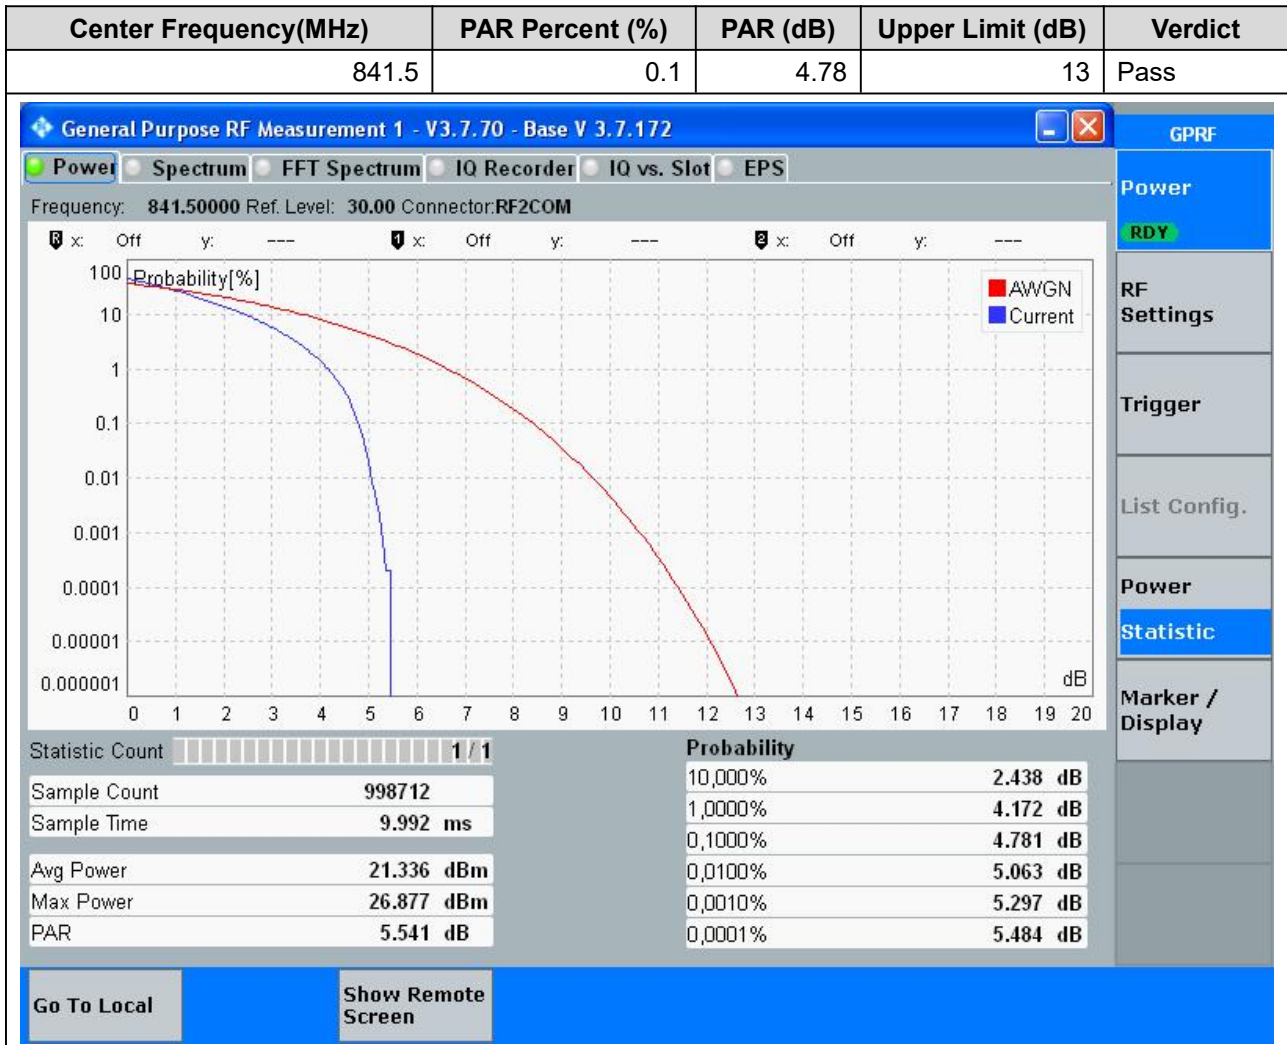 Center Frequency(MHz) PAR Percent (%) PAR (dB) Upper Limit (dB) Verdict
841.5 0.1 4.78 13 Pass
General Purpose RF Measurement 1 - V3.7.70 - Base V 3.7.172
GPRF
Power Spectrum FFT Spectrum IQ Recorder IQ vs. Slot EPS
Power
RDY
Frequency: 841.50000 Ref. Level: 30.00 Connector:RF2COM
R x: Off y: --- 1 x: Off y: --- 2 x: Off y: ---
Probability[%]
AWGN
Current
100
10
1
0.1
0.01
0.001
0.0001
0.00001
0.000001
dB
0 1 2 3 4 5 6 7 8 9 10 11 12 13 14 15 16 17 18 19 20
RF
Settings
Trigger
List Config.
Power
Statistic
Marker /
Display
Statistic Count 1 / 1
Sample Count 998712
Sample Time 9.992 ms
Avg Power 21.336 dBm
Max Power 26.877 dBm
PAR 5.541 dB
Probability
10,000% 2.438 dB
1,0000% 4.172 dB
0,1000% 4.781 dB
0,0100% 5.063 dB
0,0010% 5.297 dB
0,0001% 5.484 dB
Go To Local
Show Remote
Screen